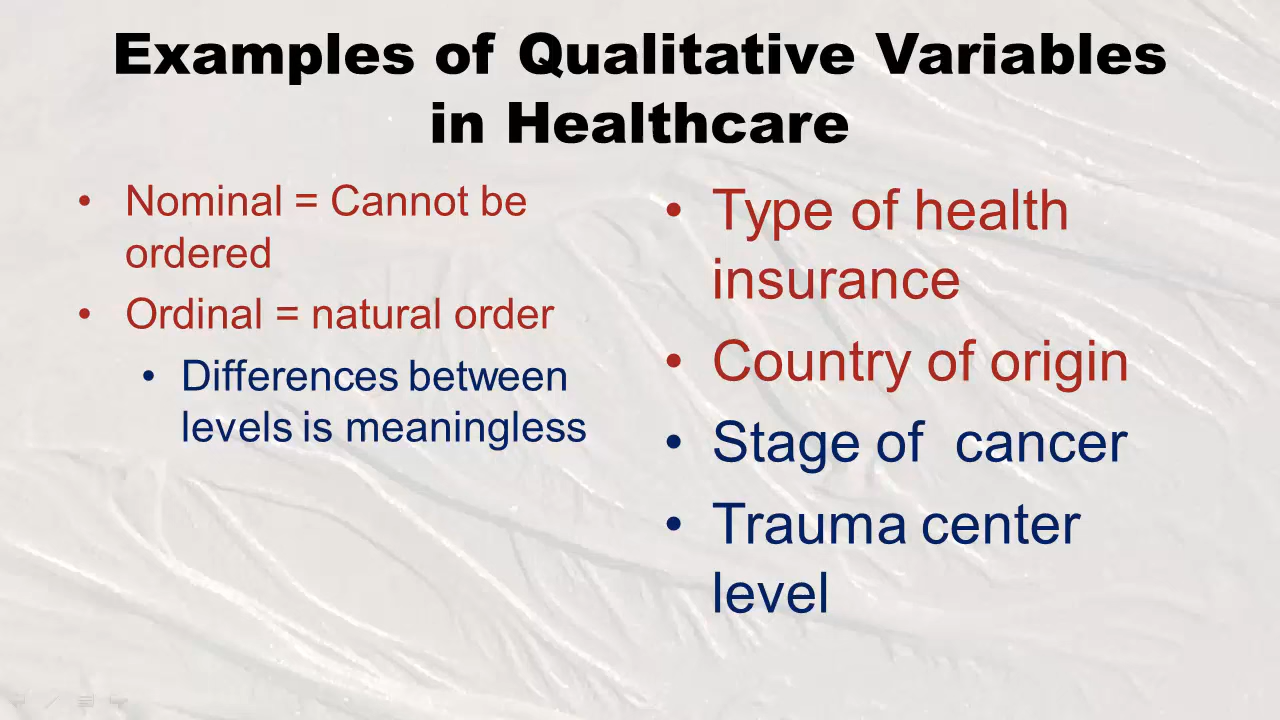 Examples of Qualitative Variables
in Healthcare
• Nominal = Cannot be
ordered
• Ordinal = natural order
• Differences between
levels is meaningless
• Type of health
insurance
• Country of origin
• Stage of  cancer
• Trauma center
level